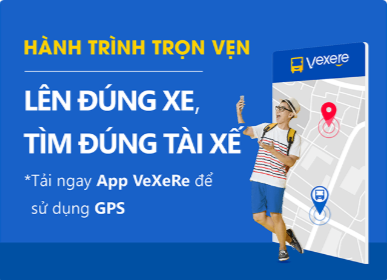 HÀNH TRÌNH TRỌN VẸN
Vexere
LÊN ĐÚNG XE,
TÌM ĐÚNG TÀI XẾ
*Tải ngay App VeXeRe để
sử dụng GPS